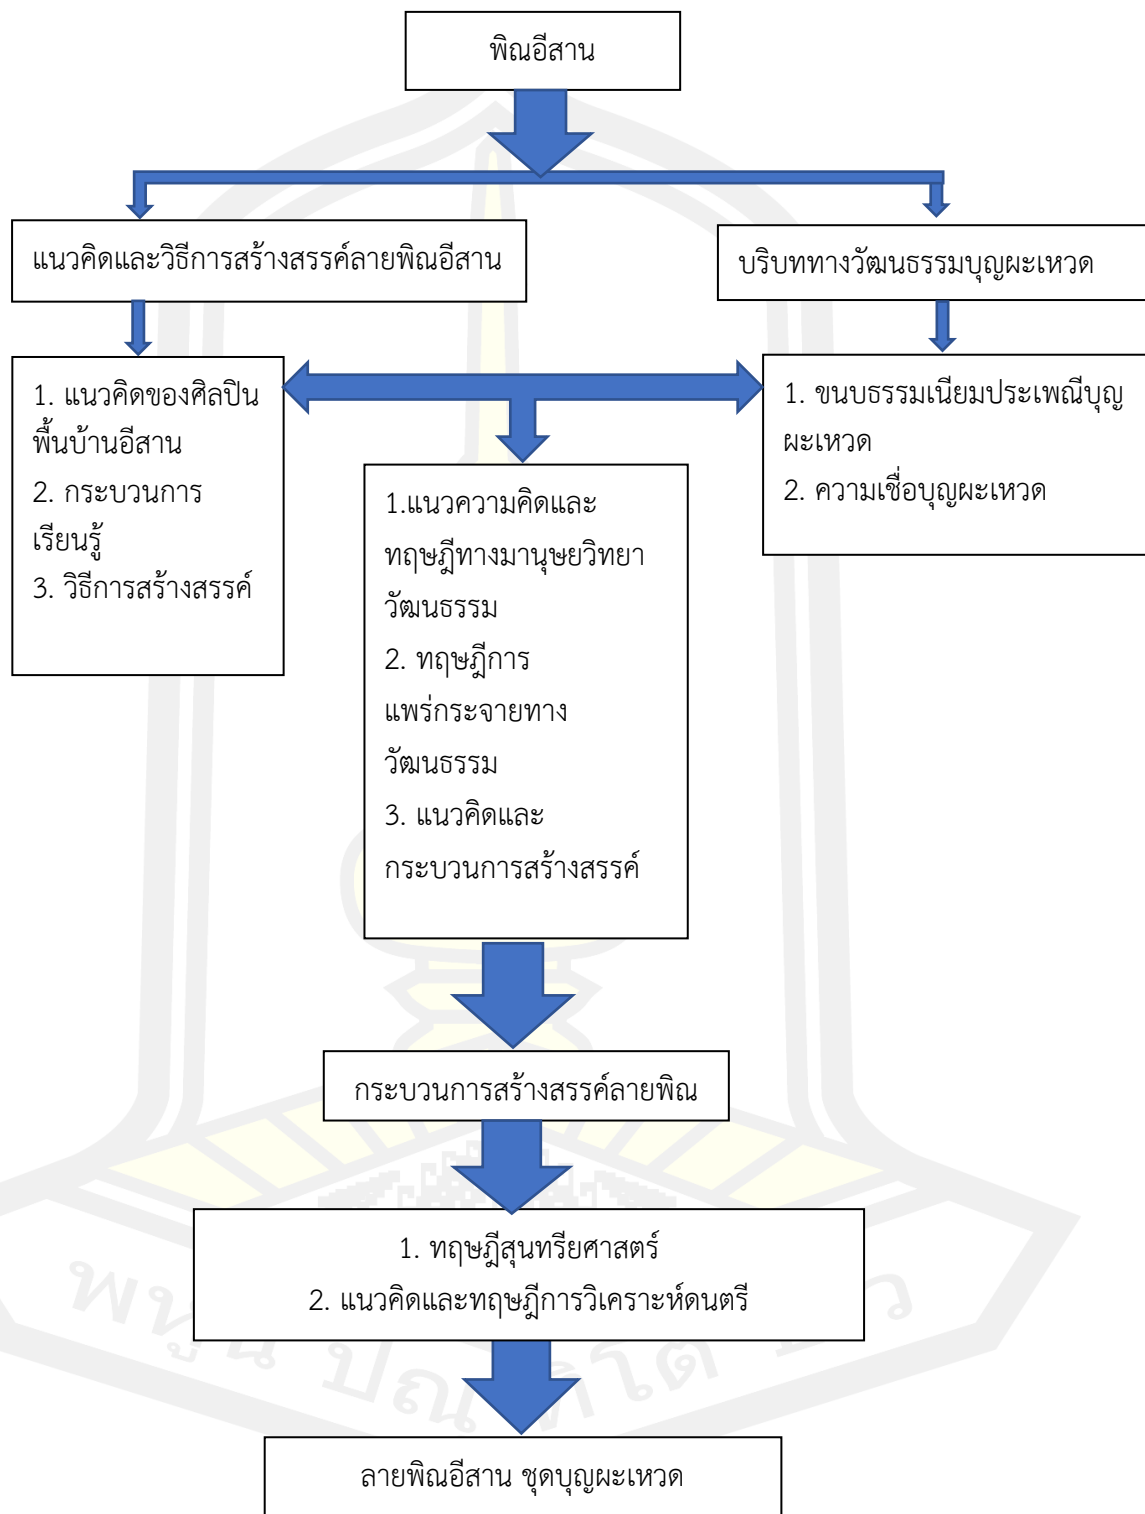 พิณอีสาน
แนวคิดและวิธีการสร้างสรรค์ลายพิณอีสาน
บริบททางวัฒนธรรมบุญผะเหวด
1. แนวคิดของศิลปิน
พื้นบ้านอีสาน
2. กระบวนการ
เรียนรู้
3. วิธีการสร้างสรรค์
1. ขนบธรรมเนียมประเพณีบุญ
ผะเหวด
2. ความเชื่อบุญผะเหวด
1.แนวความคิดและ
ทฤษฎีทางมานุษยวิทยา
วัฒนธรรม
2. ทฤษฎีการ
แพร่กระจายทาง
วัฒนธรรม
3. แนวคิดและ
กระบวนการสร้างสรรค์
กระบวนการสร้างสรรค์ลายพิณ
1. ทฤษฎีสุนทรียศาสตร์
2. แนวคิดและทฤษฎีการวิเคราะห์ดนตรี
ลายพิณอีสาน ชุดบุญผะเหวด